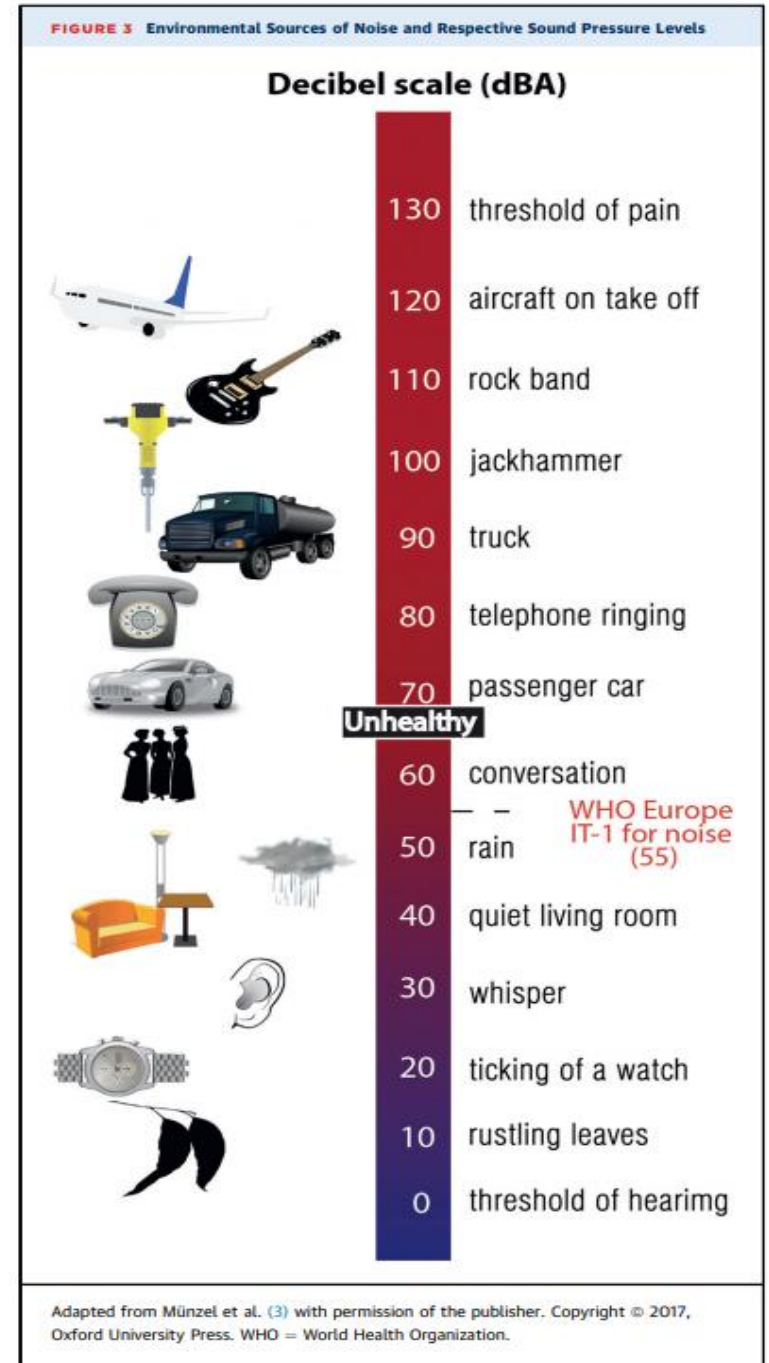 FIGURE 3 Environmental Sources of Noise and Respective Sound Pressure Levels
Decibel scale (dBA)
130 threshold of pain
120 aircraft on take off
110 rock band
100 jackhammer
90 truck
80 telephone ringing
70 passenger car
Unhealthy
60 conversation
WHO Europe
IT-1 for noise
(55)
50 rain
40 quiet living room
30 whisper
20 ticking of a watch
10 rustling leaves
0 threshold of hearimg
Adapted from Münzel et al. (3) with permission of the publisher. Copyright © 2017,
Oxford University Press. WHO = World Health Organization.